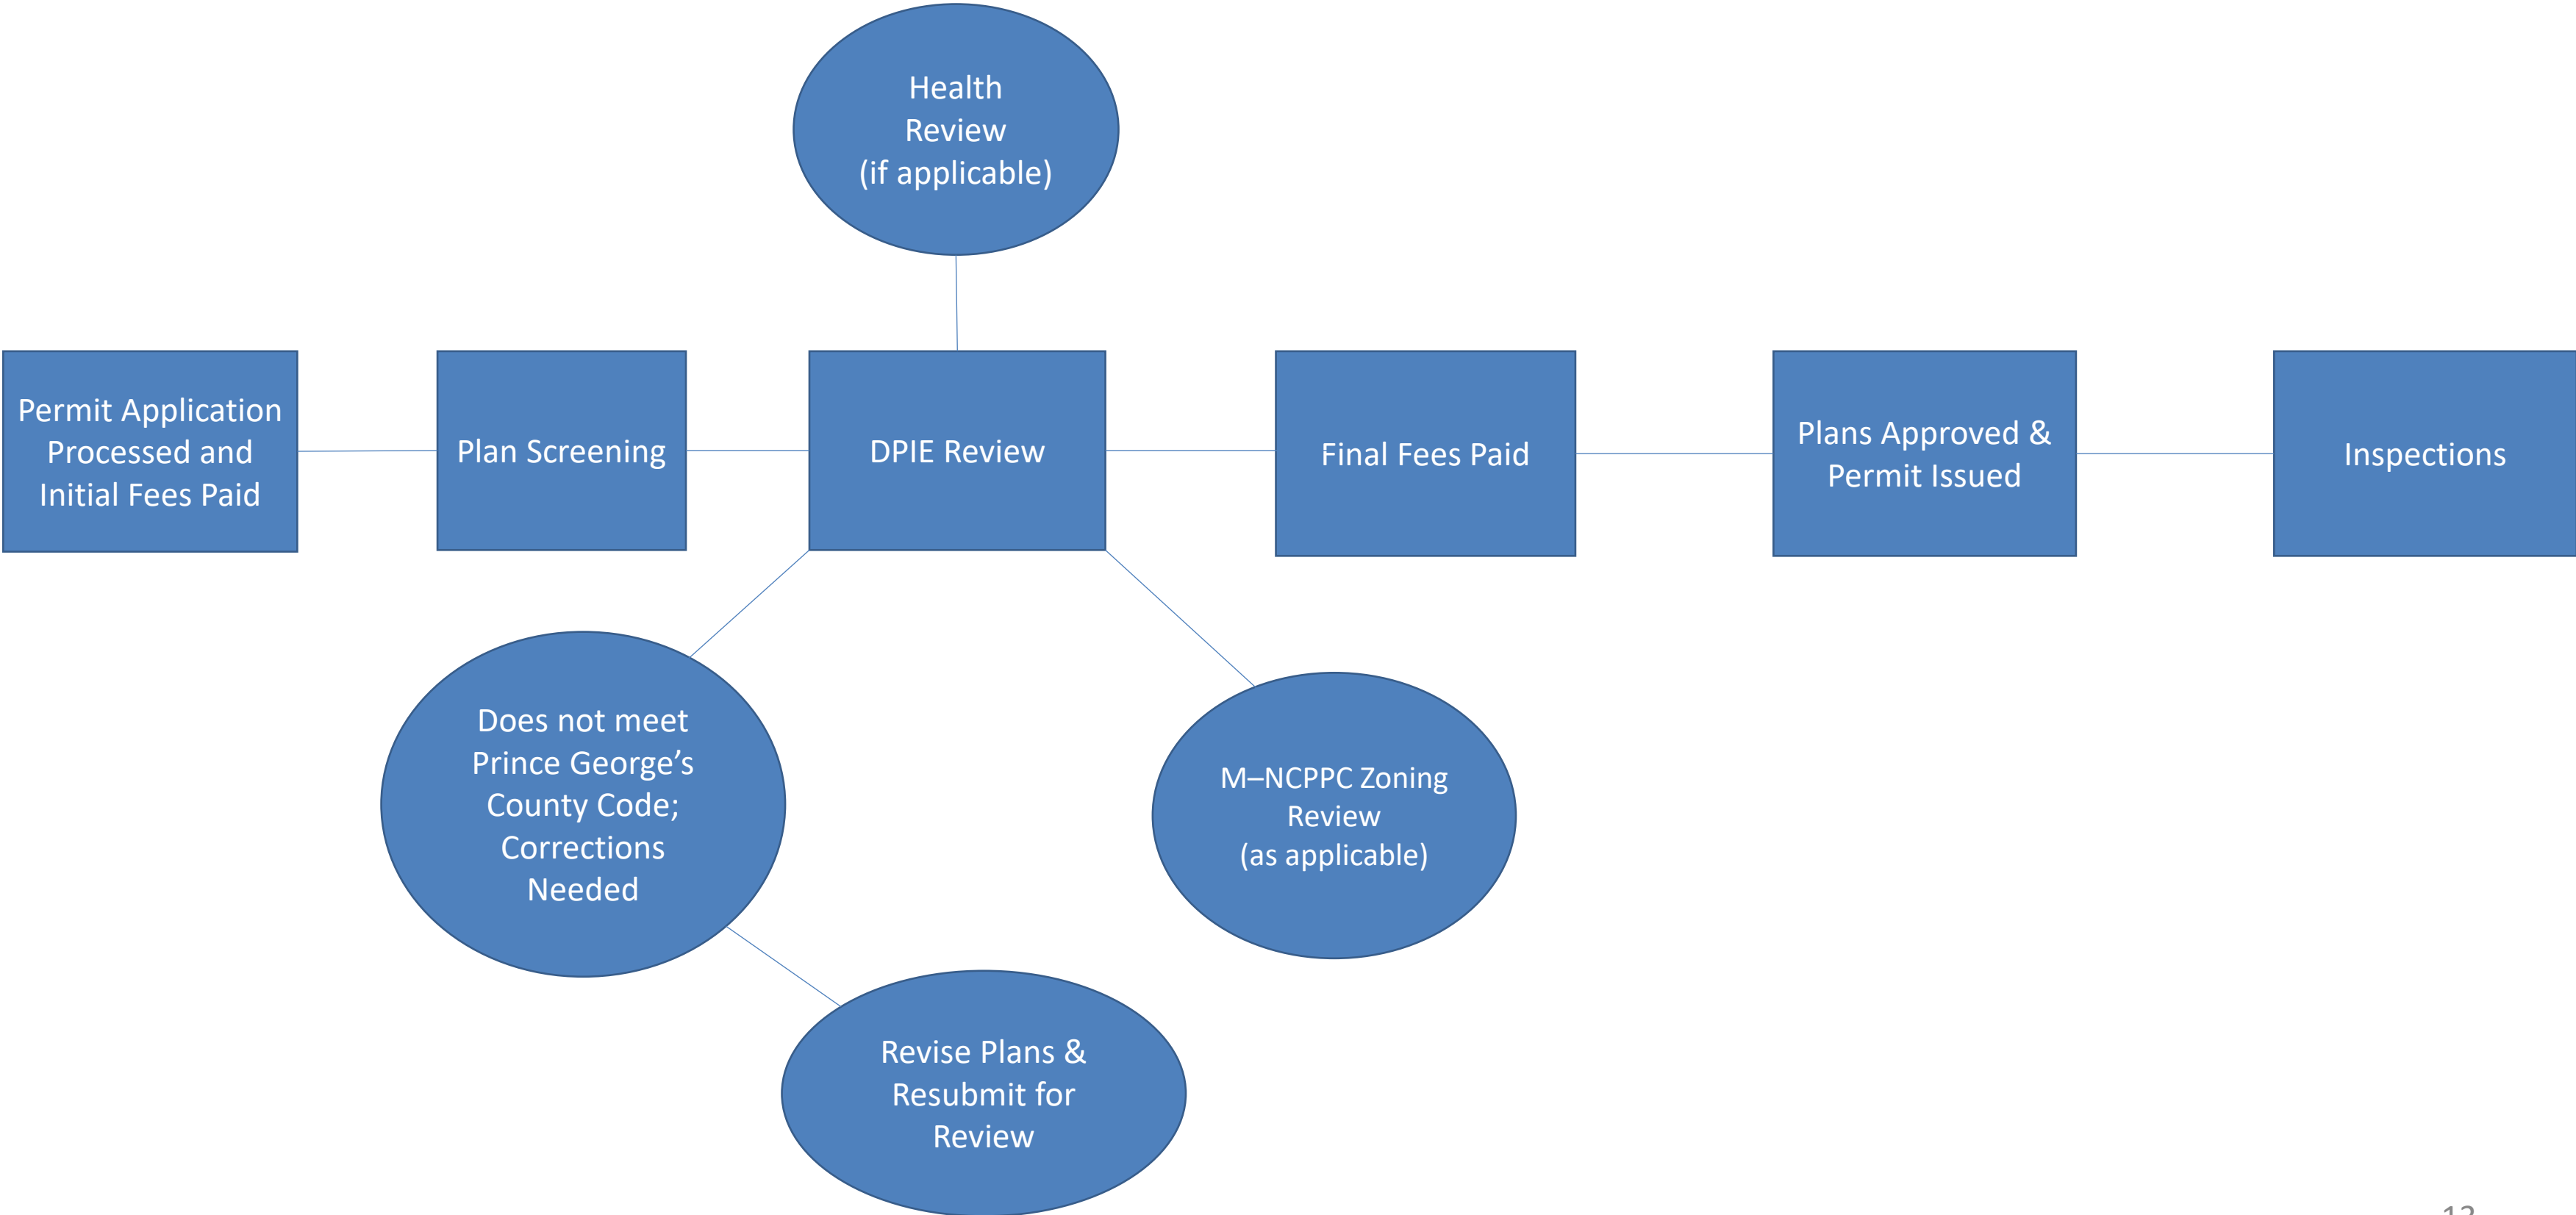 Health
Review
(if applicable)
Permit Application
Processed and
Initial Fees Paid
Plan Screening
DPIE Review
Final Fees Paid
Plans Approved &
Permit Issued
Inspections
Does not meet
Prince George’s
County Code;
Corrections
Needed
M–NCPPC Zoning
Review
(as applicable)
Revise Plans &
Resubmit for
Review